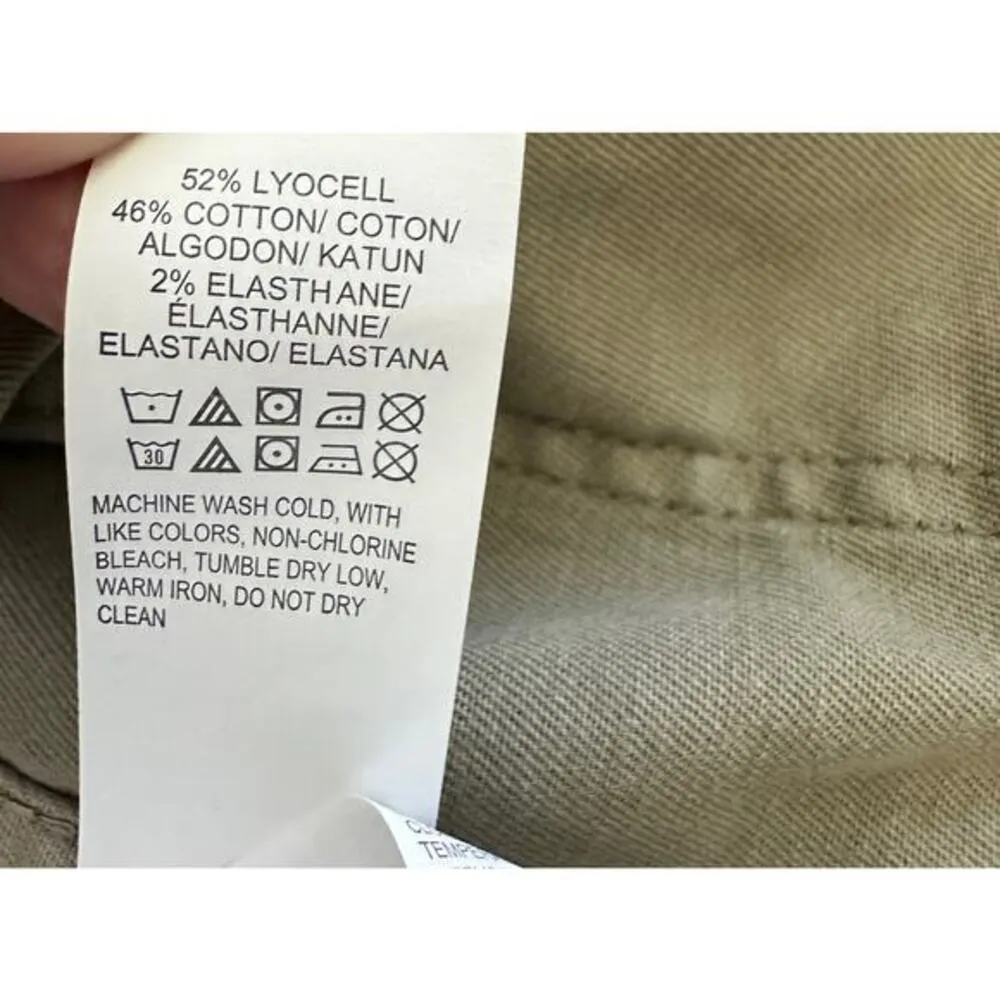 52% LYOCELL
46% COTTON/ COTON/
ALGODON/ KATUN
2% ELASTHANE/
ÉLASTHANNE/
ELASTANO/ ELASTANA
30
MACHINE WASH COLD, WITH
LIKE COLORS, NON-CHLORINE
BLEACH, TUMBLE DRY LOW,
WARM IRON, DO NOT DRY
CLEAN